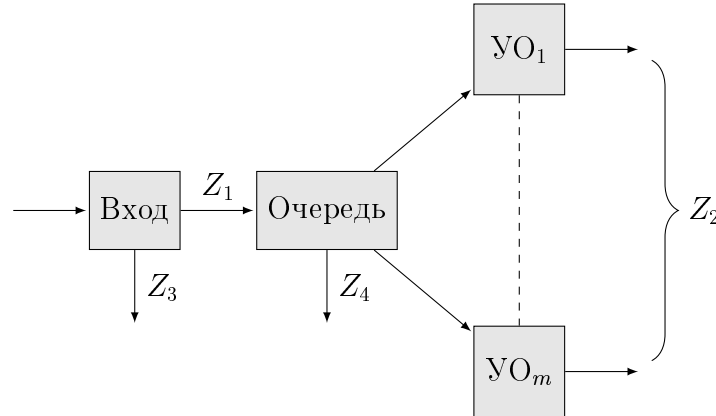 УО₁
Z₁
Вход
Очередь
Z₂
Z₃
Z₄
УОₘ